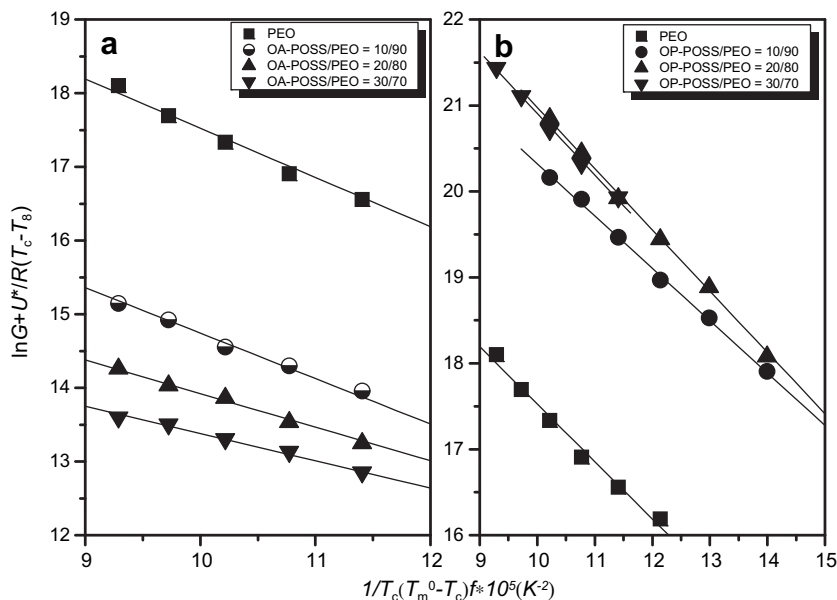 a
PEO
OA-POSS/PEO = 10/90
OA-POSS/PEO = 20/80
OA-POSS/PEO = 30/70
b
PEO
OP-POSS/PEO = 10/90
OP-POSS/PEO = 20/80
OP-POSS/PEO = 30/70
lnG+U*/R(Tc-T8)
19
18
17
16
15
14
13
12
9 10 11 12
22
21
20
19
18
17
16
9 10 11 12 13 14 15
1/Tc(Tm0-Tc)f*10^5(K^-2)